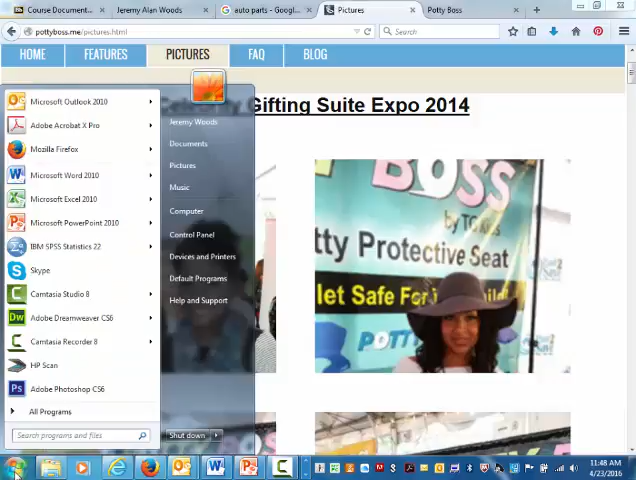 Course Document...
Jeremy Alan Woods
auto parts - Googl...
Pictures
Potty Boss
pottyboss.me/pictures.html
Search
HOME
FEATURES
PICTURES
FAQ
BLOG
Gifting Suite Expo 2014
Microsoft Outlook 2010
Adobe Acrobat X Pro
Mozilla Firefox
Microsoft Word 2010
Microsoft Excel 2010
Microsoft PowerPoint 2010
IBM SPSS Statistics 22
Skype
Camtasia Studio 8
Adobe Dreamweaver CS6
Camtasia Recorder 8
HP Scan
Adobe Photoshop CS6
All Programs
Search programs and files
Jeremy Woods
Documents
Pictures
Music
Computer
Control Panel
Devices and Printers
Default Programs
Help and Support
Shut down
BOSS
by TG
tty Protective Seat
let Safe For
POTT
11:48 AM
4/23/2016